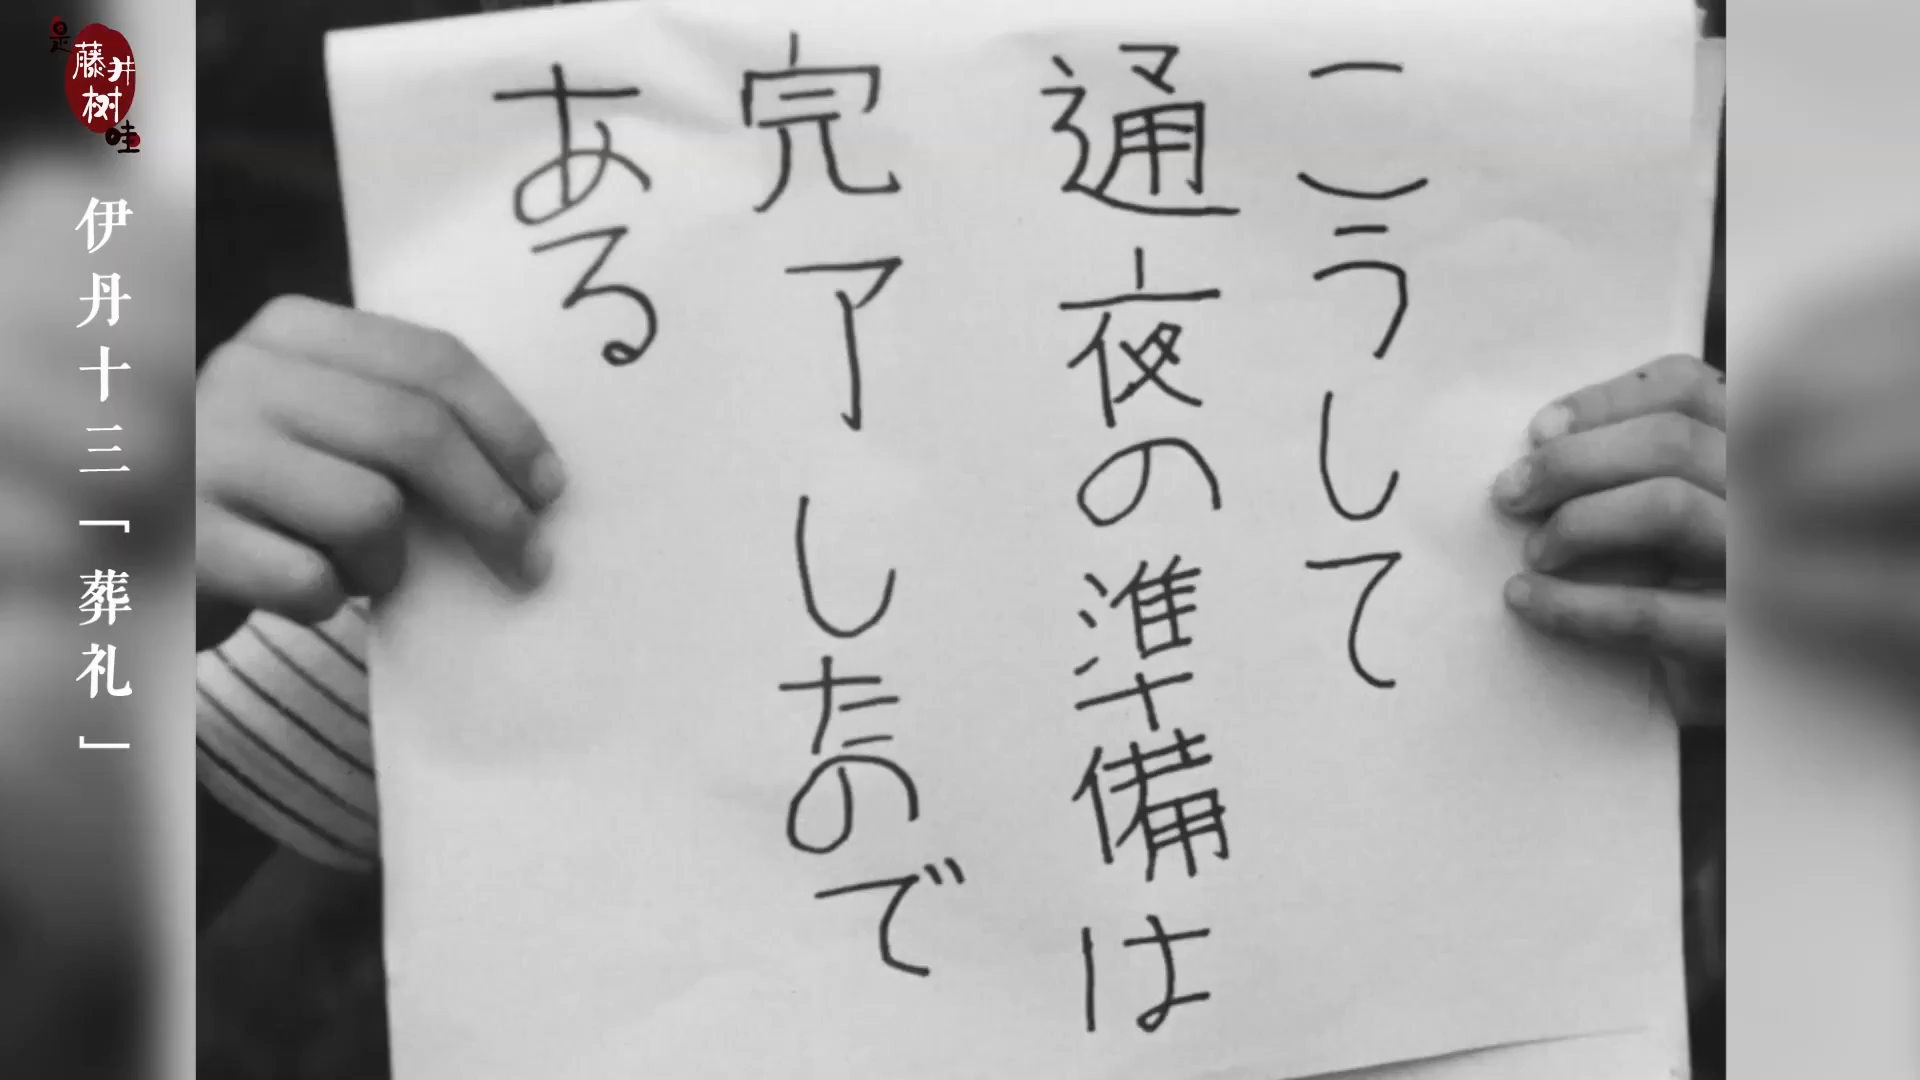 こうして
通夜の準備は
完了したので
ある
是
藤井
树
哇
伊丹十三「葬礼」